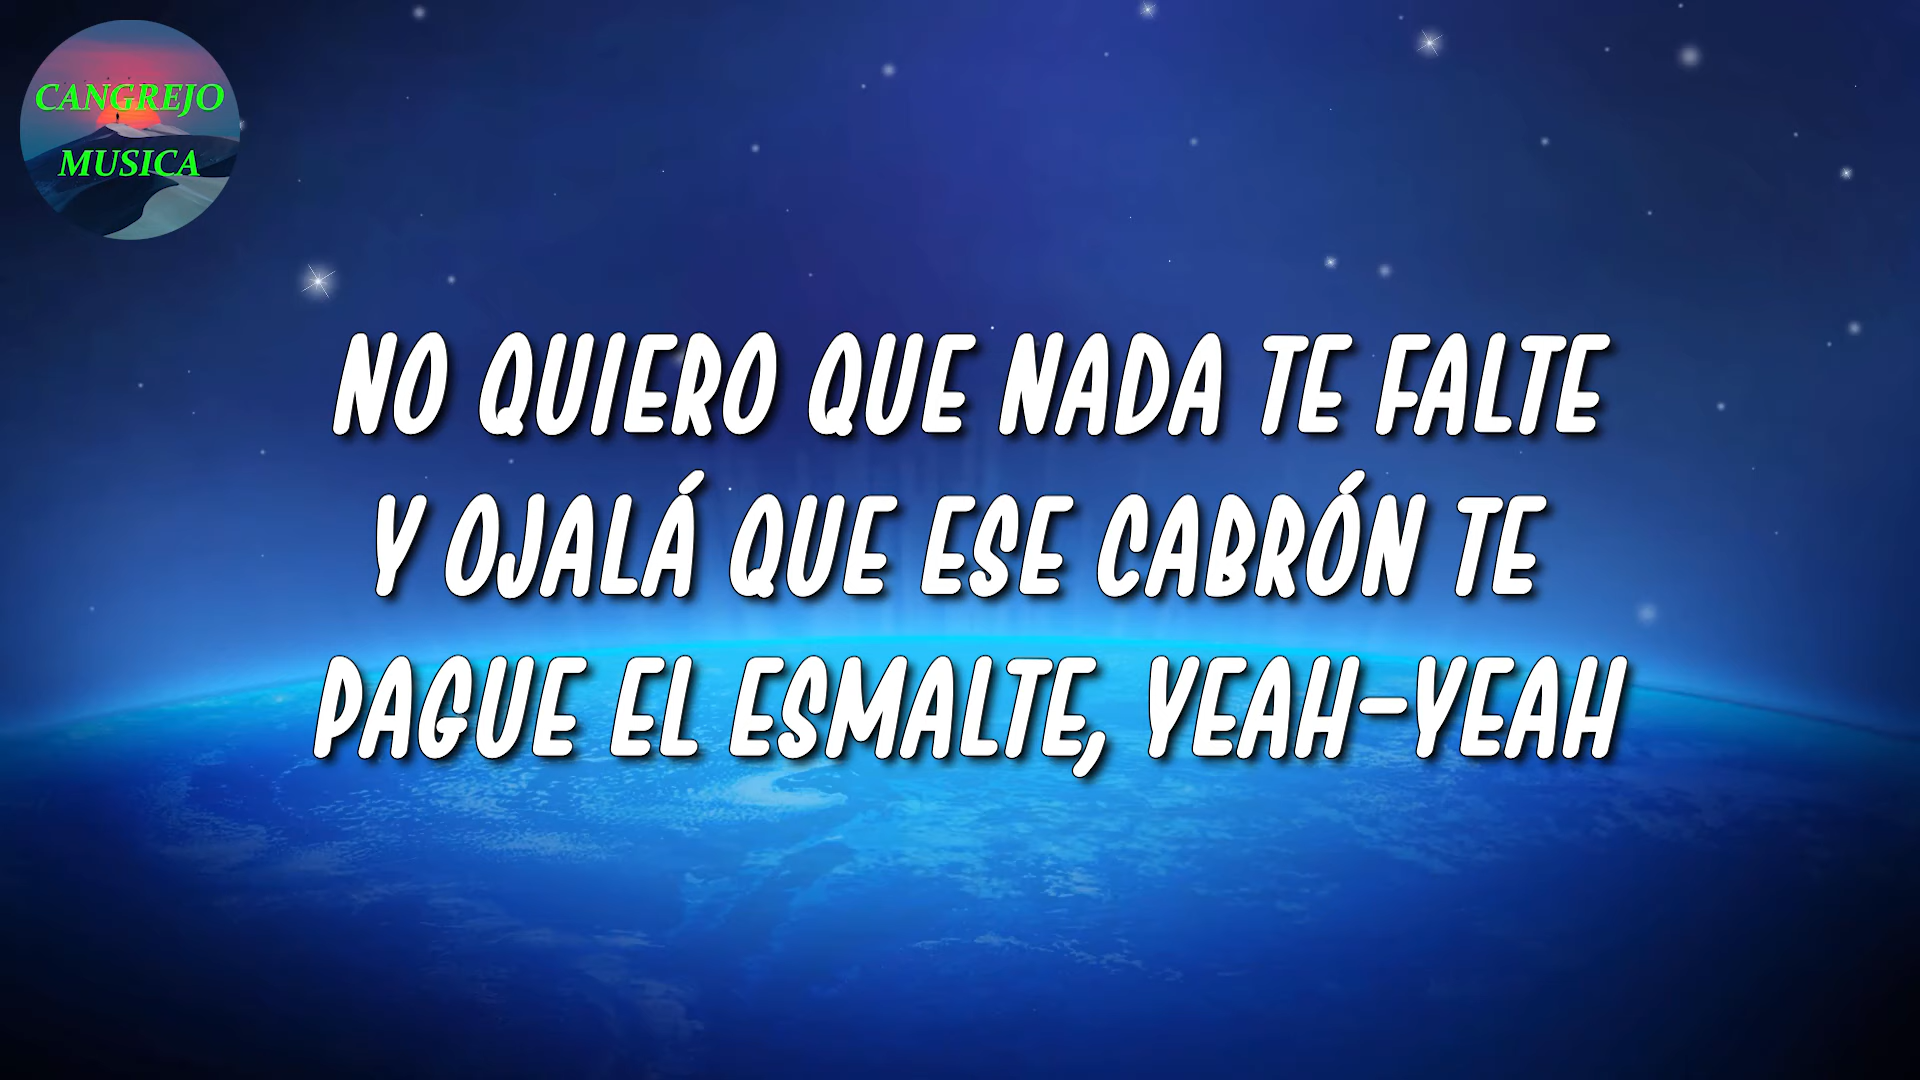 CANGREJO
MUSICA
NO QUIERO QUE NADA TE FALTE
Y OJALÁ QUE ESE CABRÓN TE
PAGUE EL ESMALTE, YEAH-YEAH